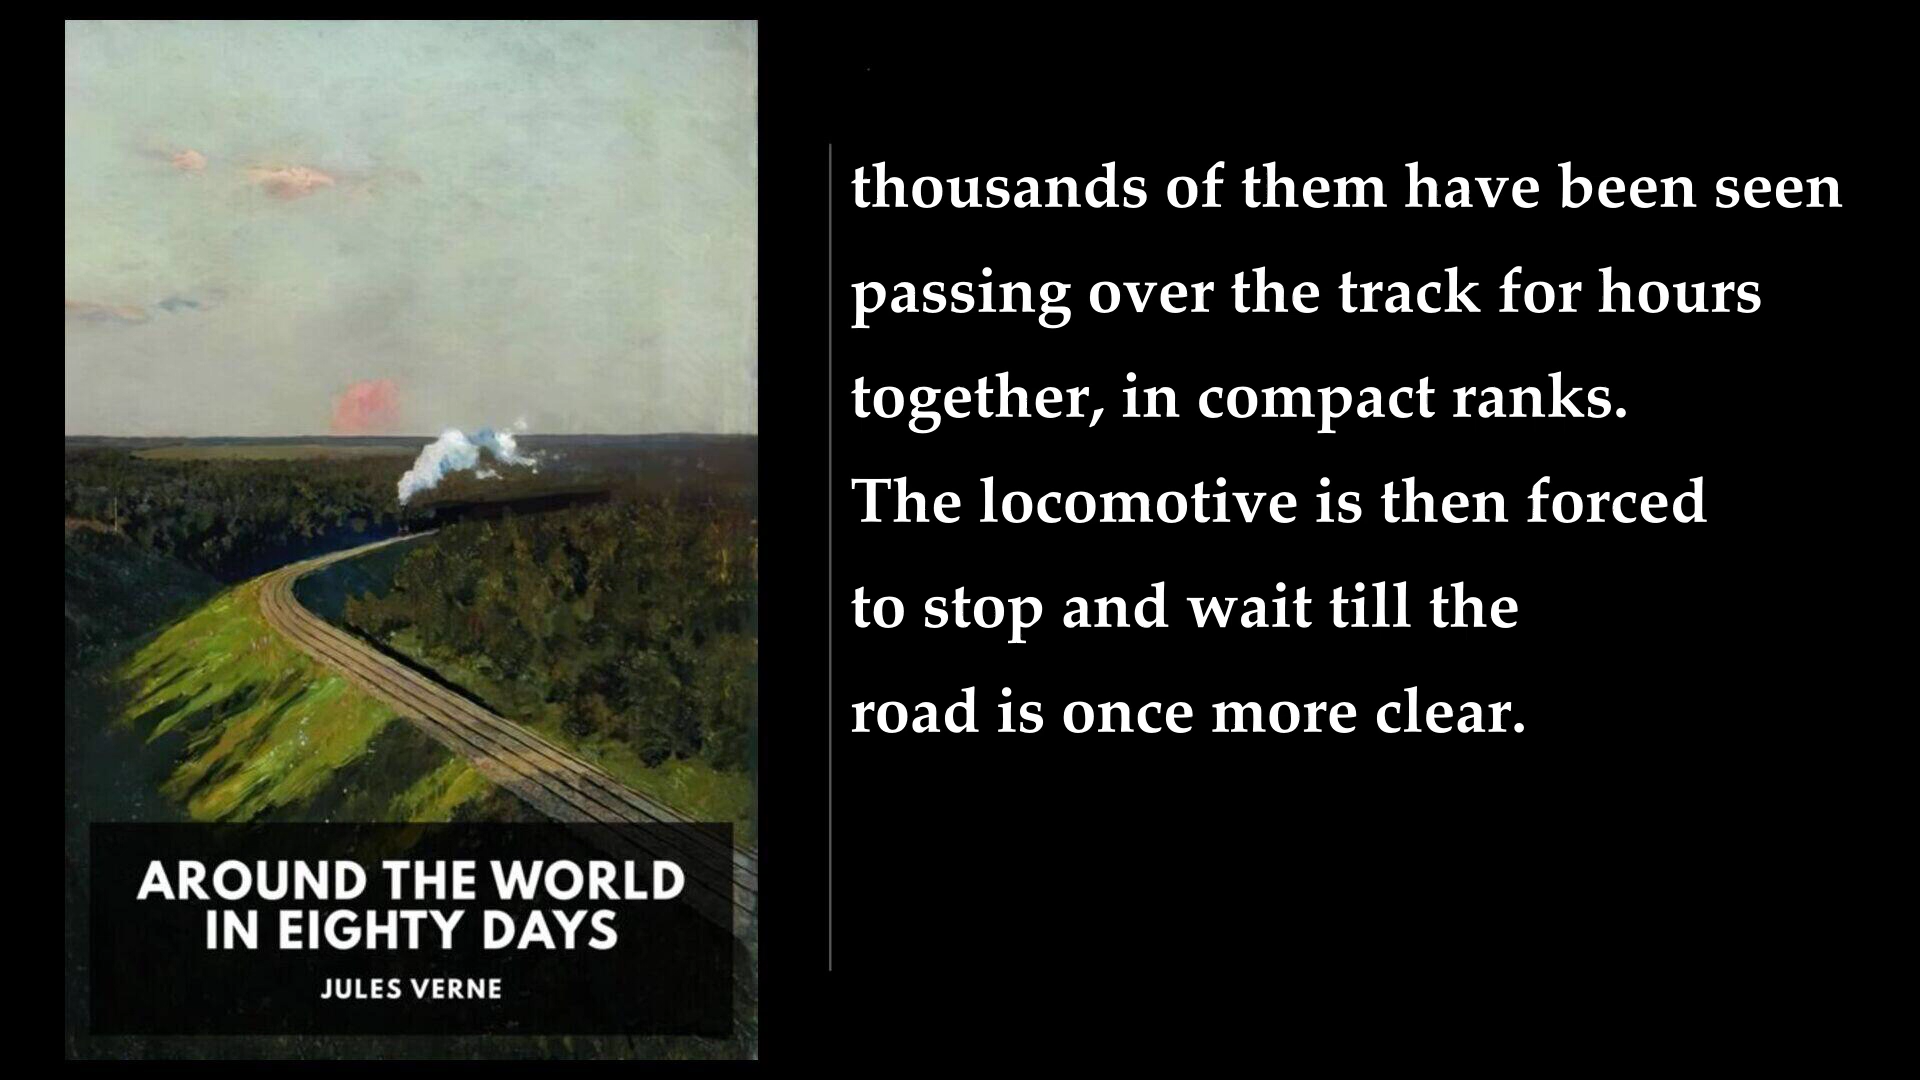 AROUND THE WORLD
IN EIGHTY DAYS
JULES VERNE
thousands of them have been seen
passing over the track for hours
together, in compact ranks.
The locomotive is then forced
to stop and wait till the
road is once more clear.